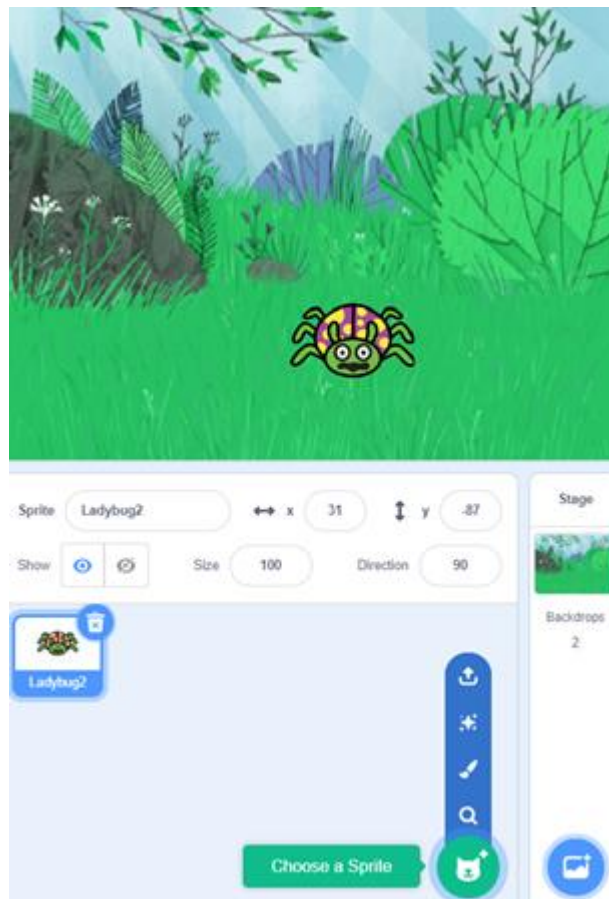 Sprite Ladybug2 x 31 y -87
Show Size 100 Direction 90
Ladybug2
Choose a Sprite
Stage
Backdrops
2